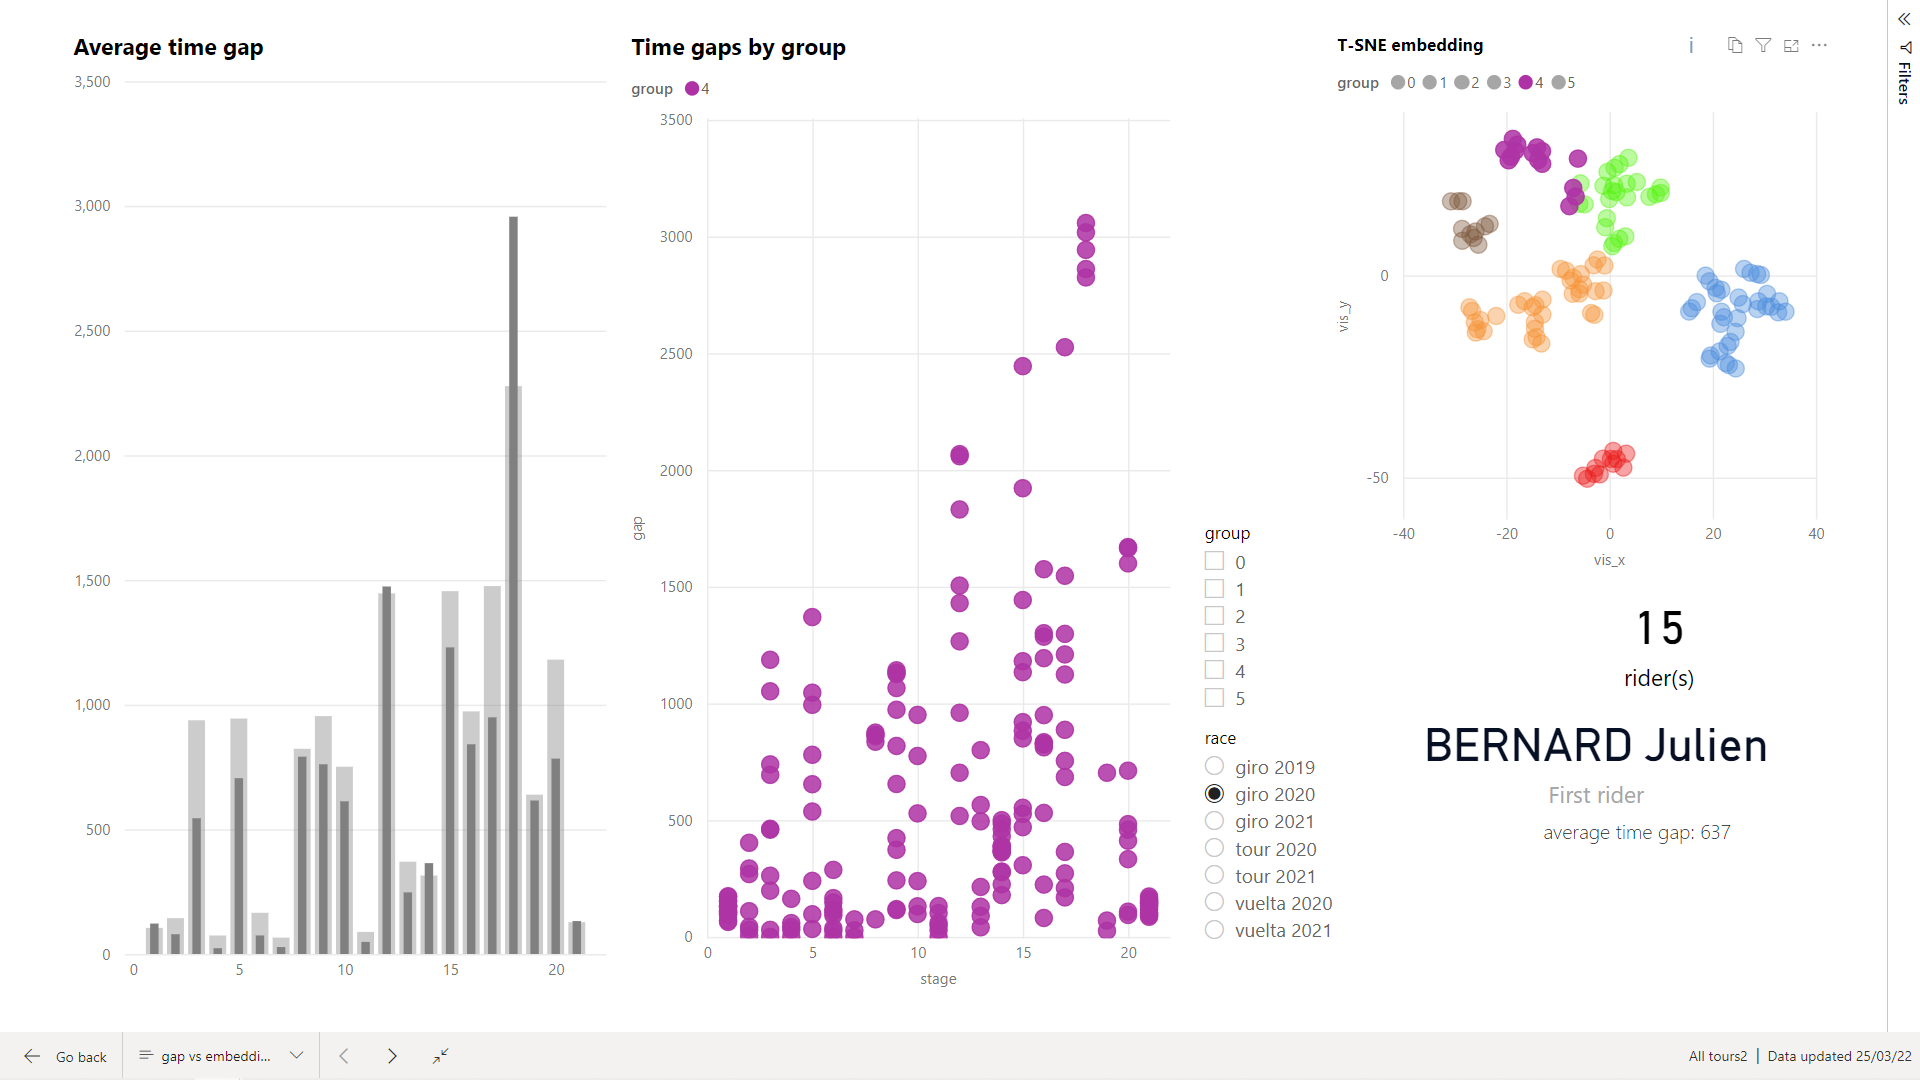 Average time gap
3,500
3,000
2,500
2,000
1,500
1,000
500
0
0 5 10 15 20
Time gaps by group
group 4
3500
3000
2500
2000
1500
1000
500
0
gap
0 5 10 15 20
stage
group
0
1
2
3
4
5
race
giro 2019
giro 2020
giro 2021
tour 2020
tour 2021
vuelta 2020
vuelta 2021
T-SNE embedding
group 0 1 2 3 4 5
0
-50
vis_y
-40 -20 0 20 40
vis_x
15
rider(s)
BERNARD Julien
First rider
average time gap: 637
Filters
Go back
gap vs embeddi...
All tours2 | Data updated 25/03/22